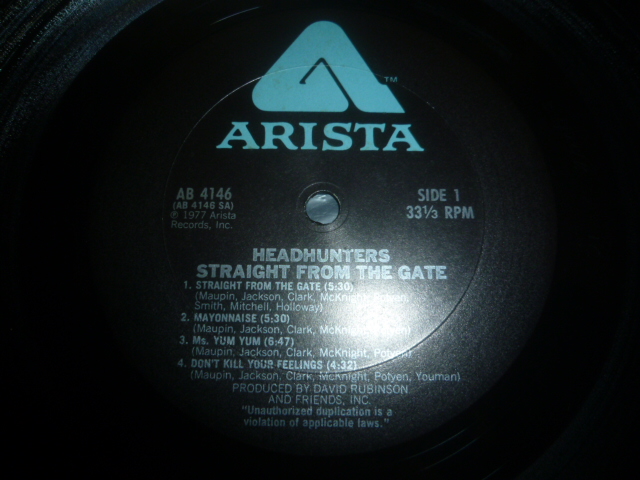 TM
ARISTA
AB 4146
(AB 4146 SA)
℗ 1977 Arista
Records, Inc.
SIDE 1
33⅓ RPM
HEADHUNTERS
STRAIGHT FROM THE GATE
1. STRAIGHT FROM THE GATE (5:30)
(Maupin, Jackson, Clark, McKnight, Potyen,
Smith, Mitchell, Holloway)
2. MAYONNAISE (5:30)
(Maupin, Jackson, Clark, McKnight, Potyen)
3. Ms. YUM YUM (6:47)
(Maupin, Jackson, Clark, McKnight, Potyen)
4. DON'T KILL YOUR FEELINGS (4:32)
(Maupin, Jackson, Clark, McKnight, Potyen, Youman)
PRODUCED BY DAVID RUBINSON
AND FRIENDS, INC.
"Unauthorized duplication is a
violation of applicable laws."